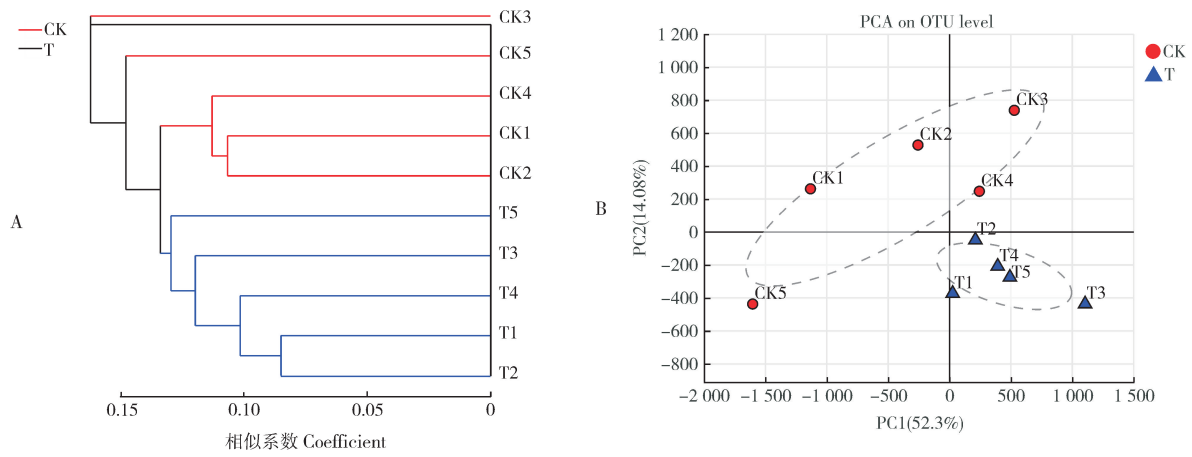 A
CK
T
CK3
CK5
CK4
CK1
CK2
T5
T3
T4
T1
T2
0.15
0.10
0.05
0
相似系数 Coefficient
B
PCA on OTU level
CK
T
PC2(14.08%)
1 200
1 000
800
600
400
200
0
−200
−400
−600
−800
CK3
CK2
CK4
CK1
T2
T4
T5
T1
T3
CK5
−2 000
−1 500
−1 000
−500
0
500
1 000
1 500
PC1(52.3%)